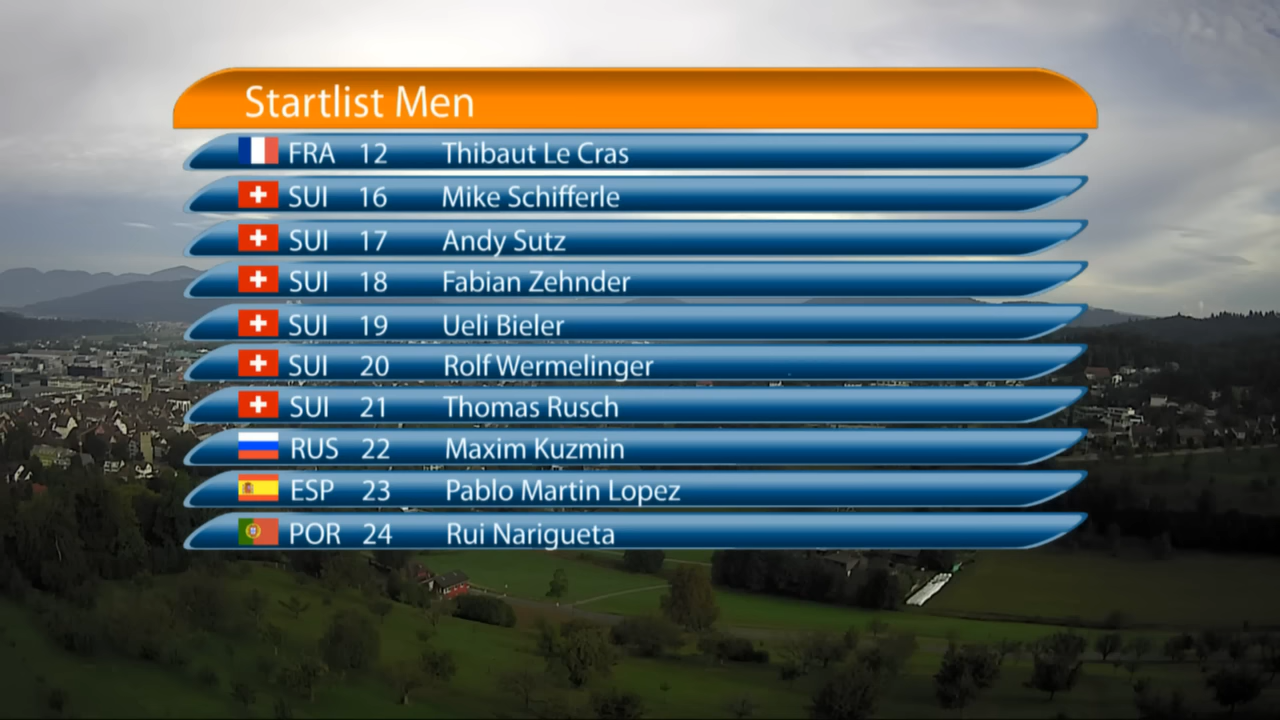 Startlist Men
FRA 12 Thibaut Le Cras
SUI 16 Mike Schifferle
SUI 17 Andy Sutz
SUI 18 Fabian Zehnder
SUI 19 Ueli Bieler
SUI 20 Rolf Wermelinger
SUI 21 Thomas Rusch
RUS 22 Maxim Kuzmin
ESP 23 Pablo Martin Lopez
POR 24 Rui Narigueta